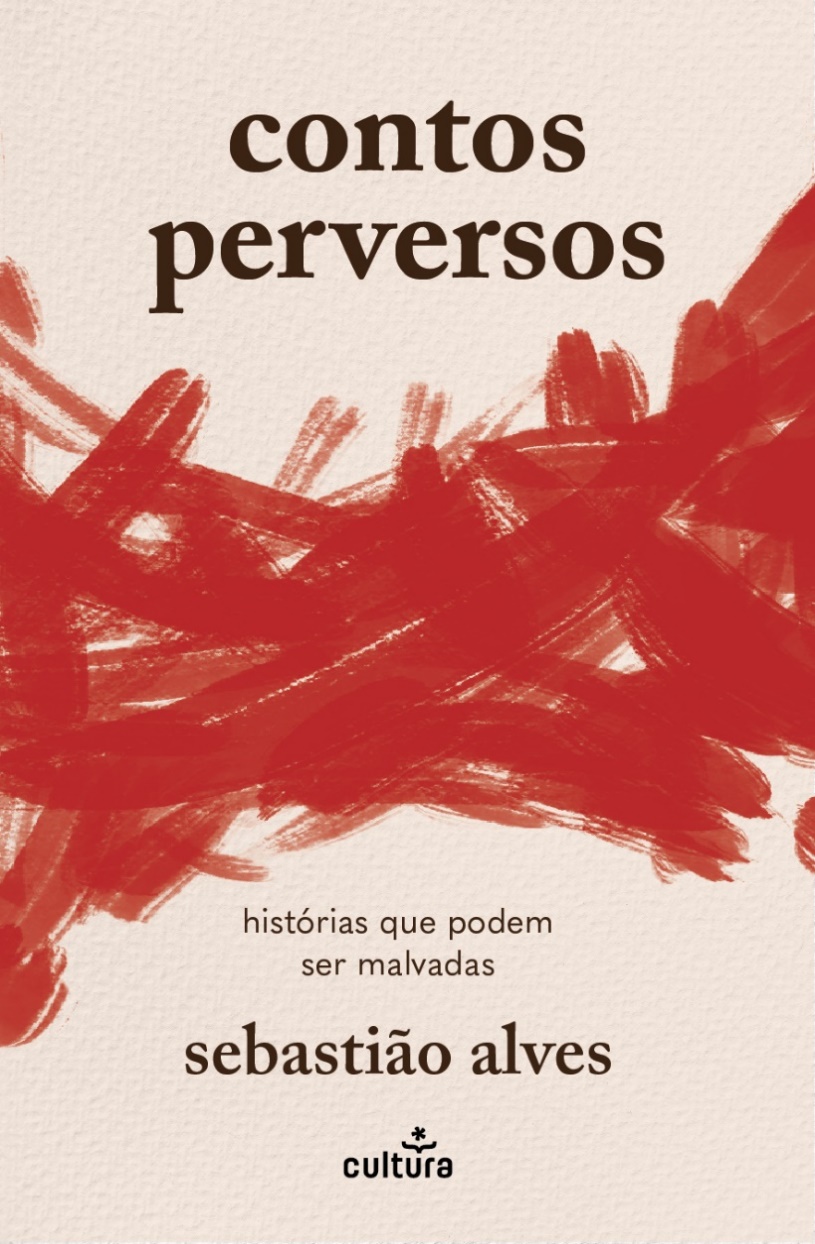 contos
perversos
histórias que podem
ser malvadas
sebastião alves
cultura